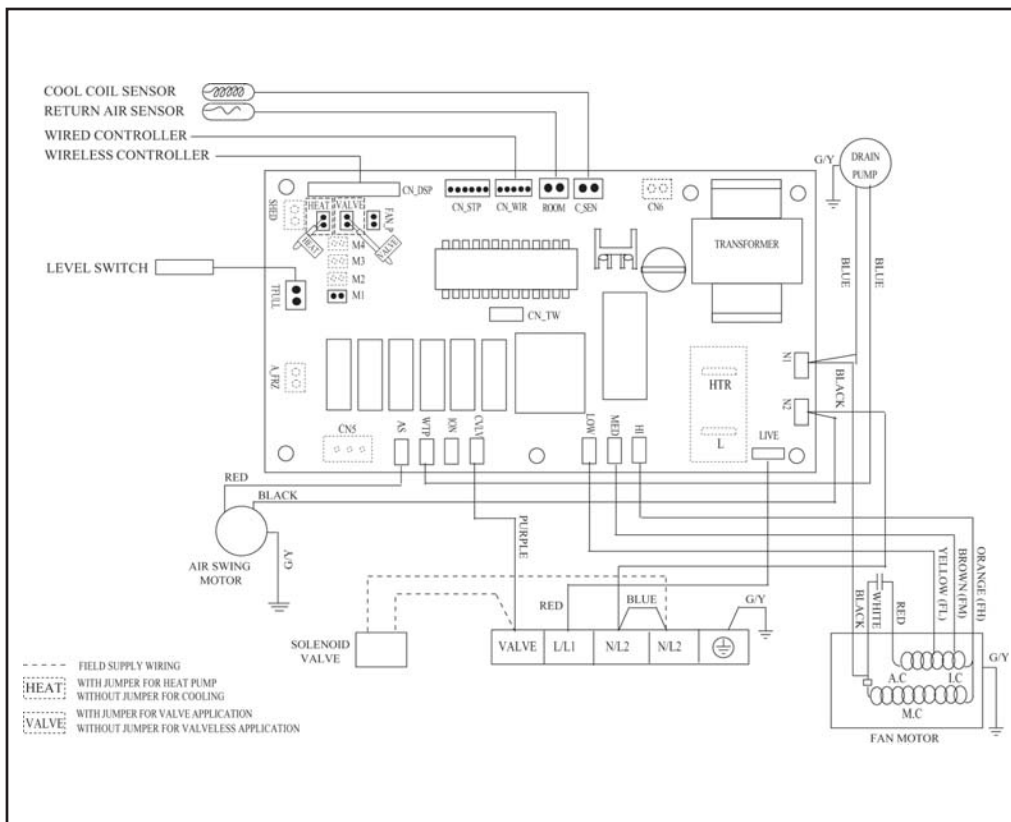 COOL COIL SENSOR
RETURN AIR SENSOR
WIRED CONTROLLER
WIRELESS CONTROLLER
G/Y
DRAIN
PUMP
CN_DSP
CN_STP
CN_WIR
ROOM
C_SEN
CN6
SHED
HEAT
VALVE
FAN_P
HEAT
VALVE
M4
M3
M2
M1
TRANSFORMER
BLUE
BLUE
LEVEL SWITCH
TFULL
CN_TW
A_FRZ
HTR
L
N1
BLACK
N2
CN5
A/S
WTP
ION
CVLV
LOW
MED
HI
LIVE
RED
BLACK
AIR SWING
MOTOR
G/Y
PURPLE
RED
BLUE
G/Y
SOLENOID
VALVE
VALVE
L/L1
N/L2
N/L2
BLACK
WHITE
RED
YELLOW (FL)
BROWN (FM)
ORANGE (FH)
A.C
I.C
M.C
G/Y
FAN MOTOR
FIELD SUPPLY WIRING
HEAT
WITH JUMPER FOR HEAT PUMP
WITHOUT JUMPER FOR COOLING
VALVE
WITH JUMPER FOR VALVE APPLICATION
WITHOUT JUMPER FOR VALVELESS APPLICATION